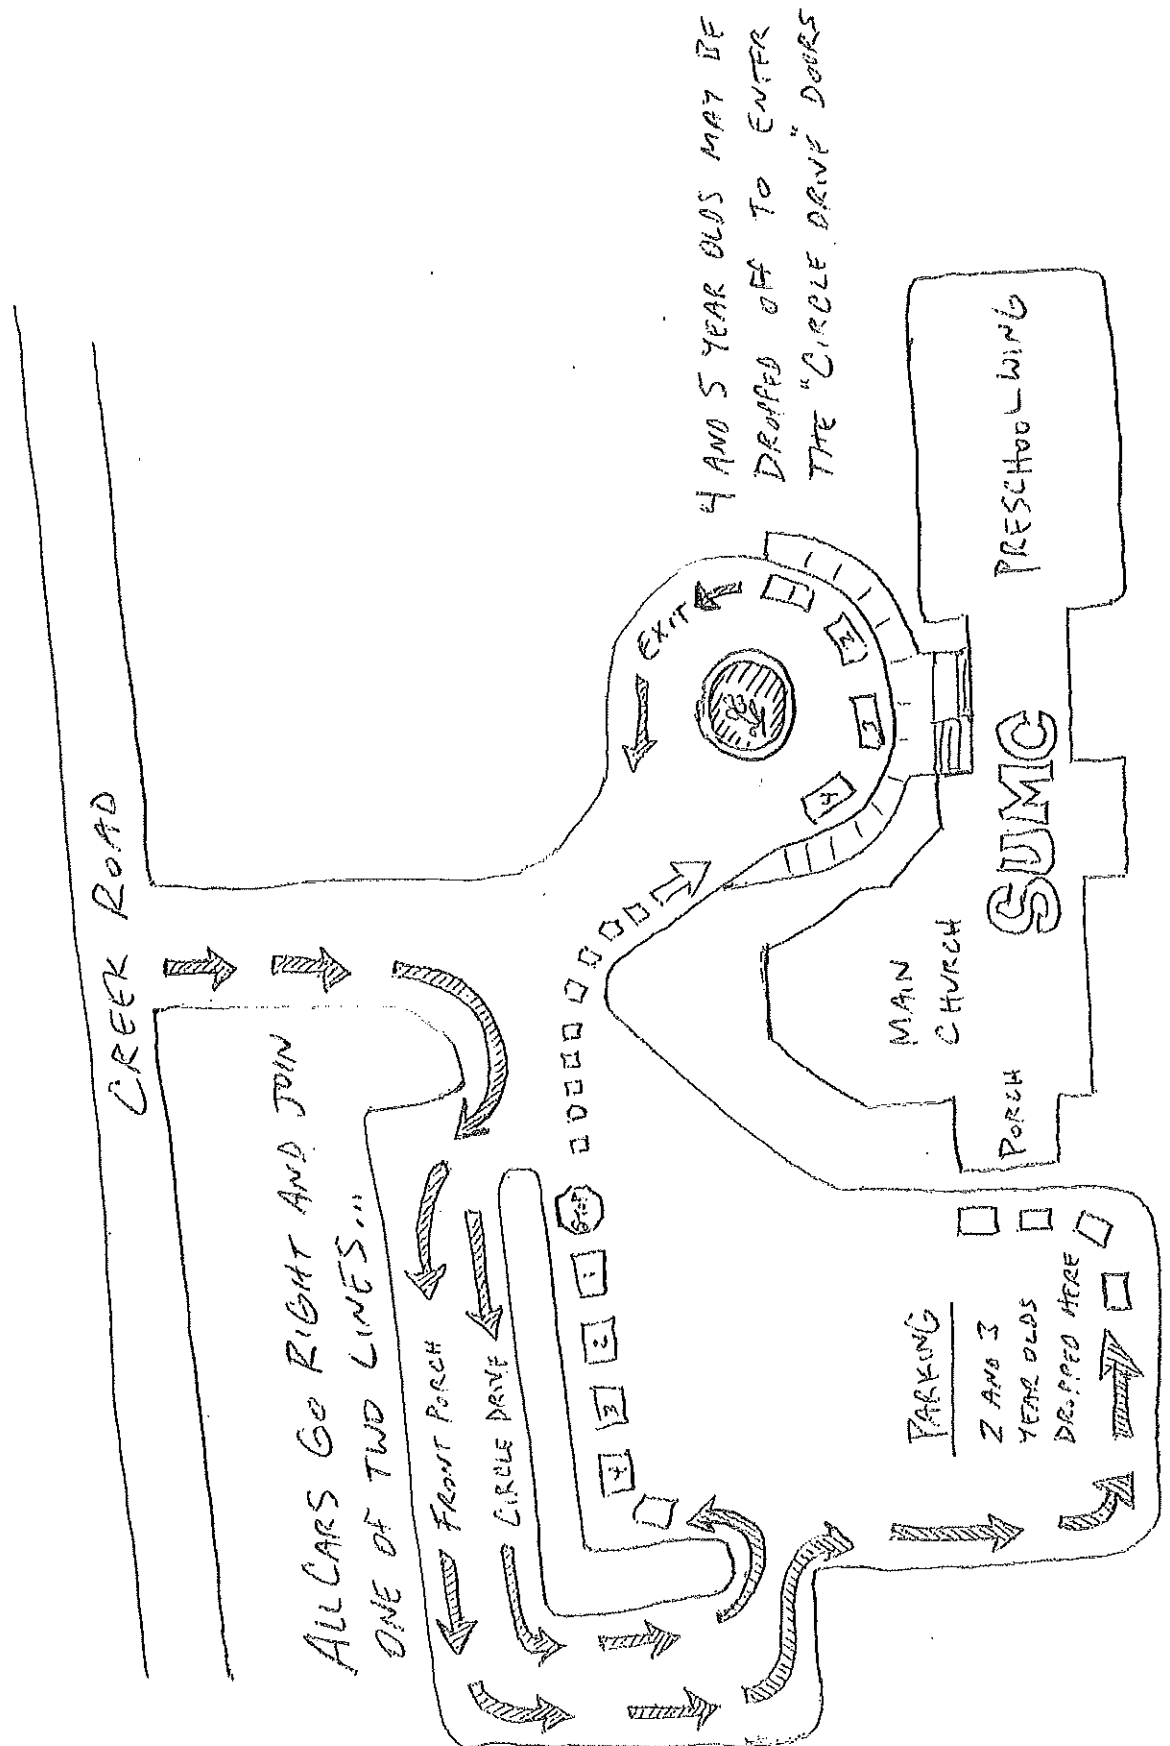 CREEK ROAD
ALL CARS GO RIGHT AND JOIN
ONE OF TWO LINES...
FRONT PORCH
CIRCLE DRIVE
4
3
2
1
STOP
EXIT
1
2
3
4
4 AND 5 YEAR OLDS MAY BE
DROPPED OFF TO ENTER
THE "CIRCLE DRIVE" DOORS
PARKING
2 AND 3
YEAR OLDS
DROPPED HERE
PORCH
MAIN
CHURCH
SUMC
PRESCHOOL WING